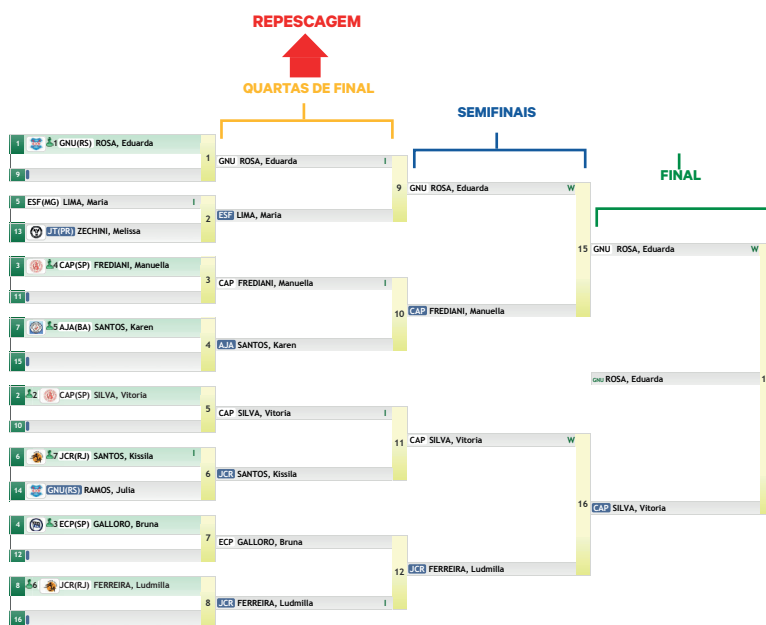 REPESCAGEM
QUARTAS DE FINAL
SEMIFINAIS
FINAL
1 1 GNU(RS) ROSA, Eduarda
9
1
5 ESF(MG) LIMA, Maria I
13 JT(PR) ZECHINI, Melissa
2
3 4 CAP(SP) FREDIANI, Manuella
11
3
7 5 AJA(BA) SANTOS, Karen
15
4
2 2 CAP(SP) SILVA, Vitoria
10
5
6 7 JCR(RJ) SANTOS, Kissila I
14 GNU(RS) RAMOS, Julia
6
4 3 ECP(SP) GALLORO, Bruna
12
7
8 6 JCR(RJ) FERREIRA, Ludmilla
16
8
GNU ROSA, Eduarda I
ESF LIMA, Maria
9
CAP FREDIANI, Manuella I
AJA SANTOS, Karen
10
CAP SILVA, Vitoria I
JCR SANTOS, Kissila
11
ECP GALLORO, Bruna
JCR FERREIRA, Ludmilla I
12
GNU ROSA, Eduarda W
CAP FREDIANI, Manuella
15
CAP SILVA, Vitoria W
JCR FERREIRA, Ludmilla
16
GNU ROSA, Eduarda W
GNU ROSA, Eduarda
CAP SILVA, Vitoria